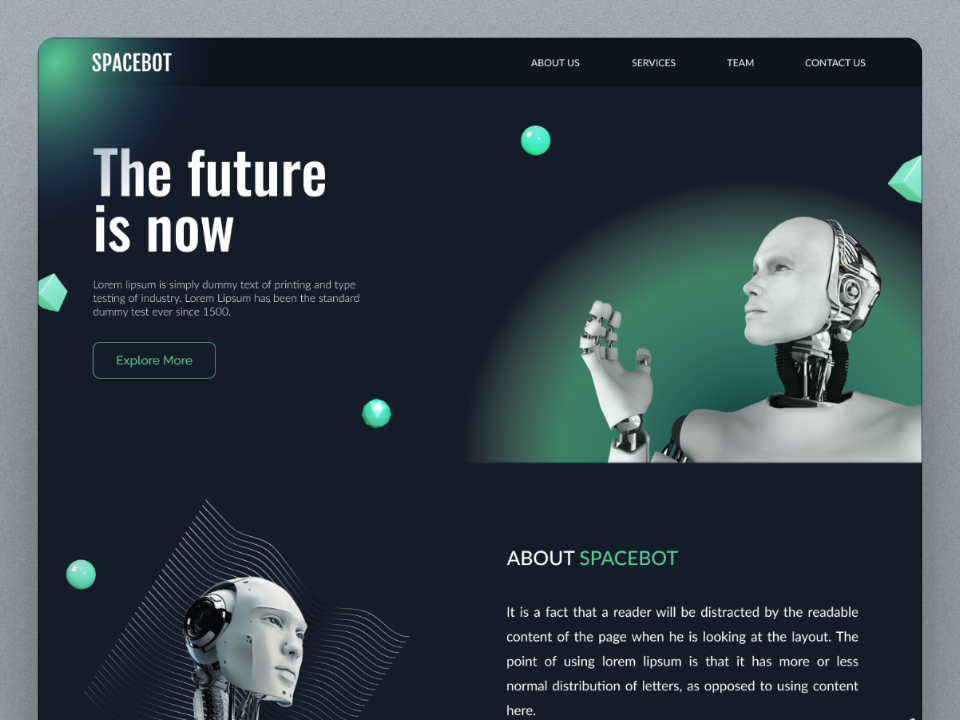 SPACEBOT
ABOUT US SERVICES TEAM CONTACT US
The future
is now
Lorem lipsum is simply dummy text of printing and type
testing of industry. Lorem Lipsum has been the standard
dummy test ever since 1500.
Explore More
ABOUT SPACEBOT
It is a fact that a reader will be distracted by the readable
content of the page when he is looking at the layout. The
point of using lorem lipsum is that it has more or less
normal distribution of letters, as opposed to using content
here.